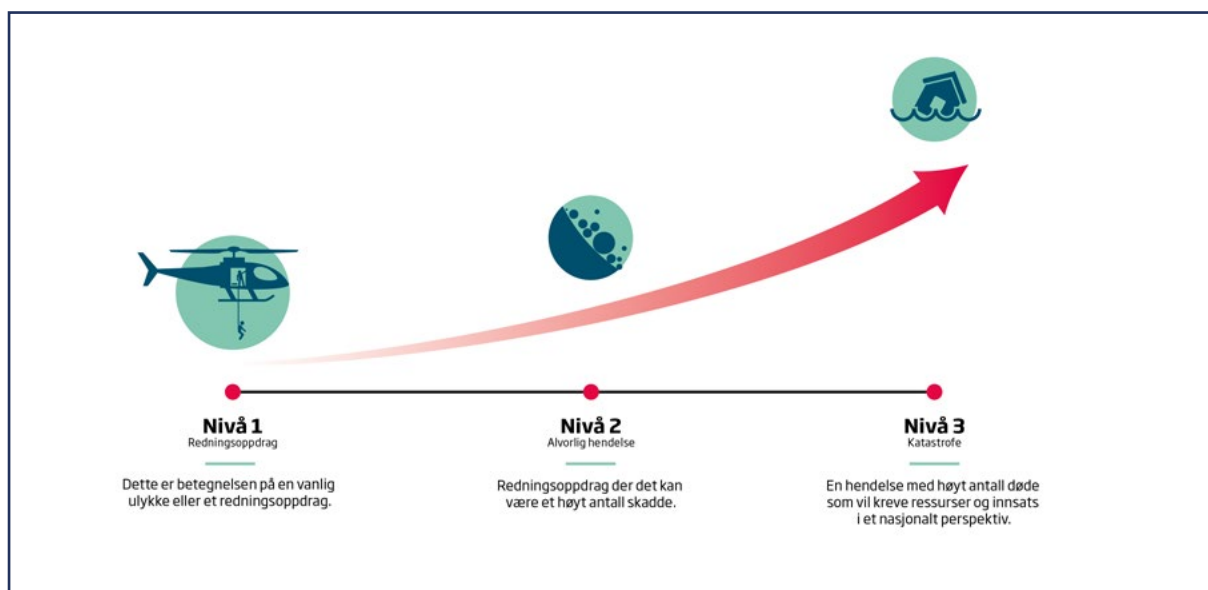 Nivå 1
Redningsoppdrag
Dette er betegnelsen på en vanlig
ulykke eller et redningsoppdrag.
Nivå 2
Alvorlig hendelse
Redningsoppdrag der det kan
være et høyt antall skadde.
Nivå 3
Katastrofe
En hendelse med høyt antall døde
som vil kreve ressurser og innsats
i et nasjonalt perspektiv.